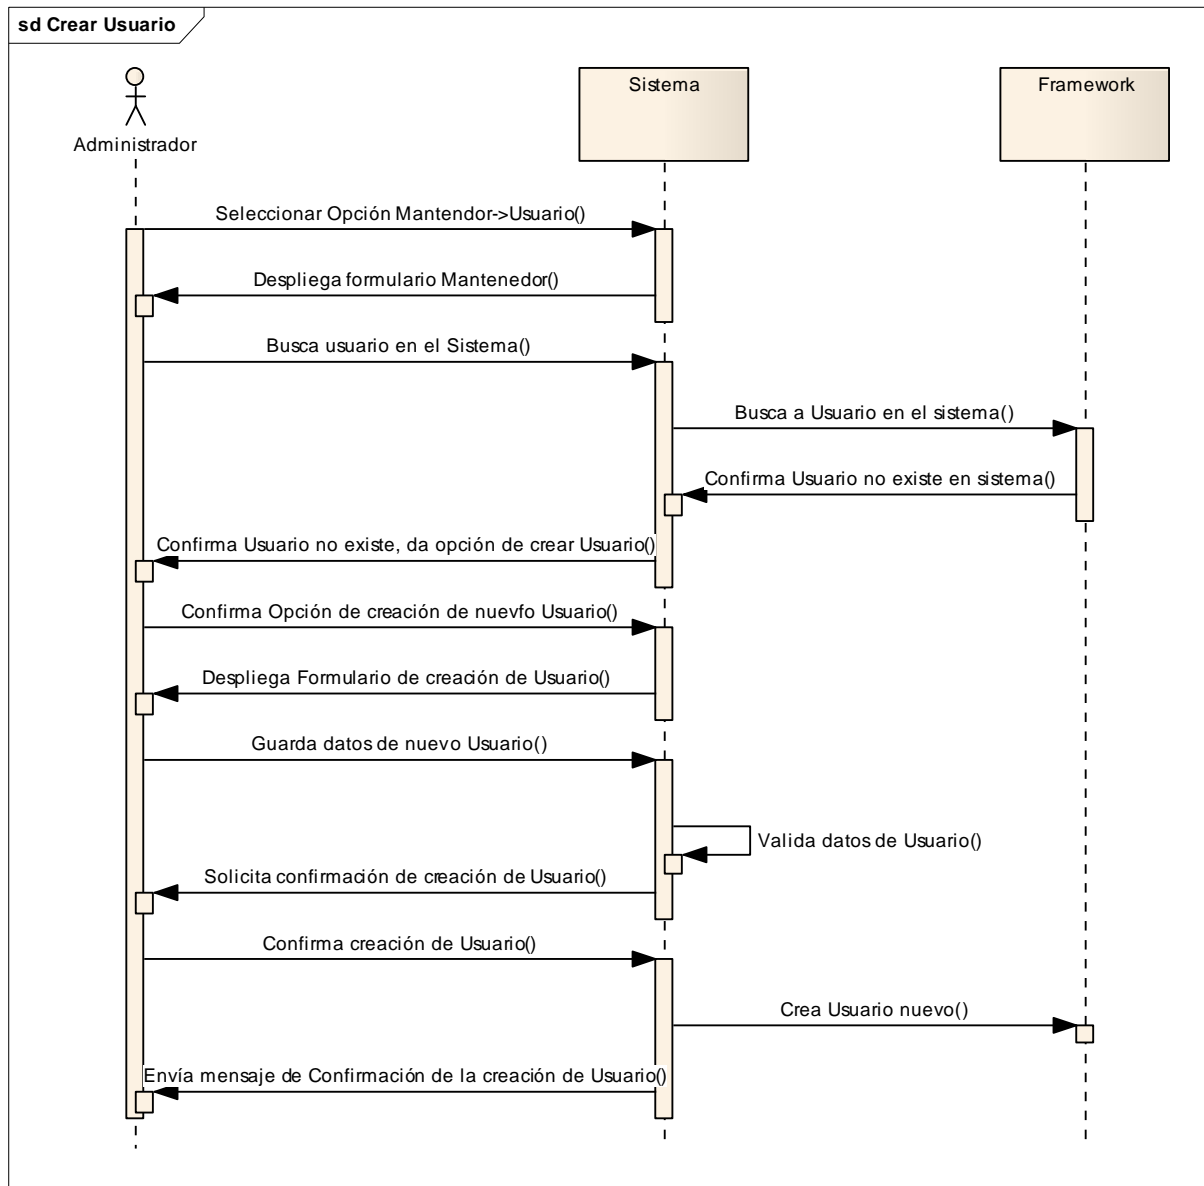 sd Crear Usuario
Administrador
Sistema
Framework
Seleccionar Opción Mantendor->Usuario()
Despliega formulario Mantenedor()
Busca usuario en el Sistema()
Busca a Usuario en el sistema()
Confirma Usuario no existe en sistema()
Confirma Usuario no existe, da opción de crear Usuario()
Confirma Opción de creación de nuevfo Usuario()
Despliega Formulario de creación de Usuario()
Guarda datos de nuevo Usuario()
Valida datos de Usuario()
Solicita confirmación de creación de Usuario()
Confirma creación de Usuario()
Crea Usuario nuevo()
Envía mensaje de Confirmación de la creación de Usuario()